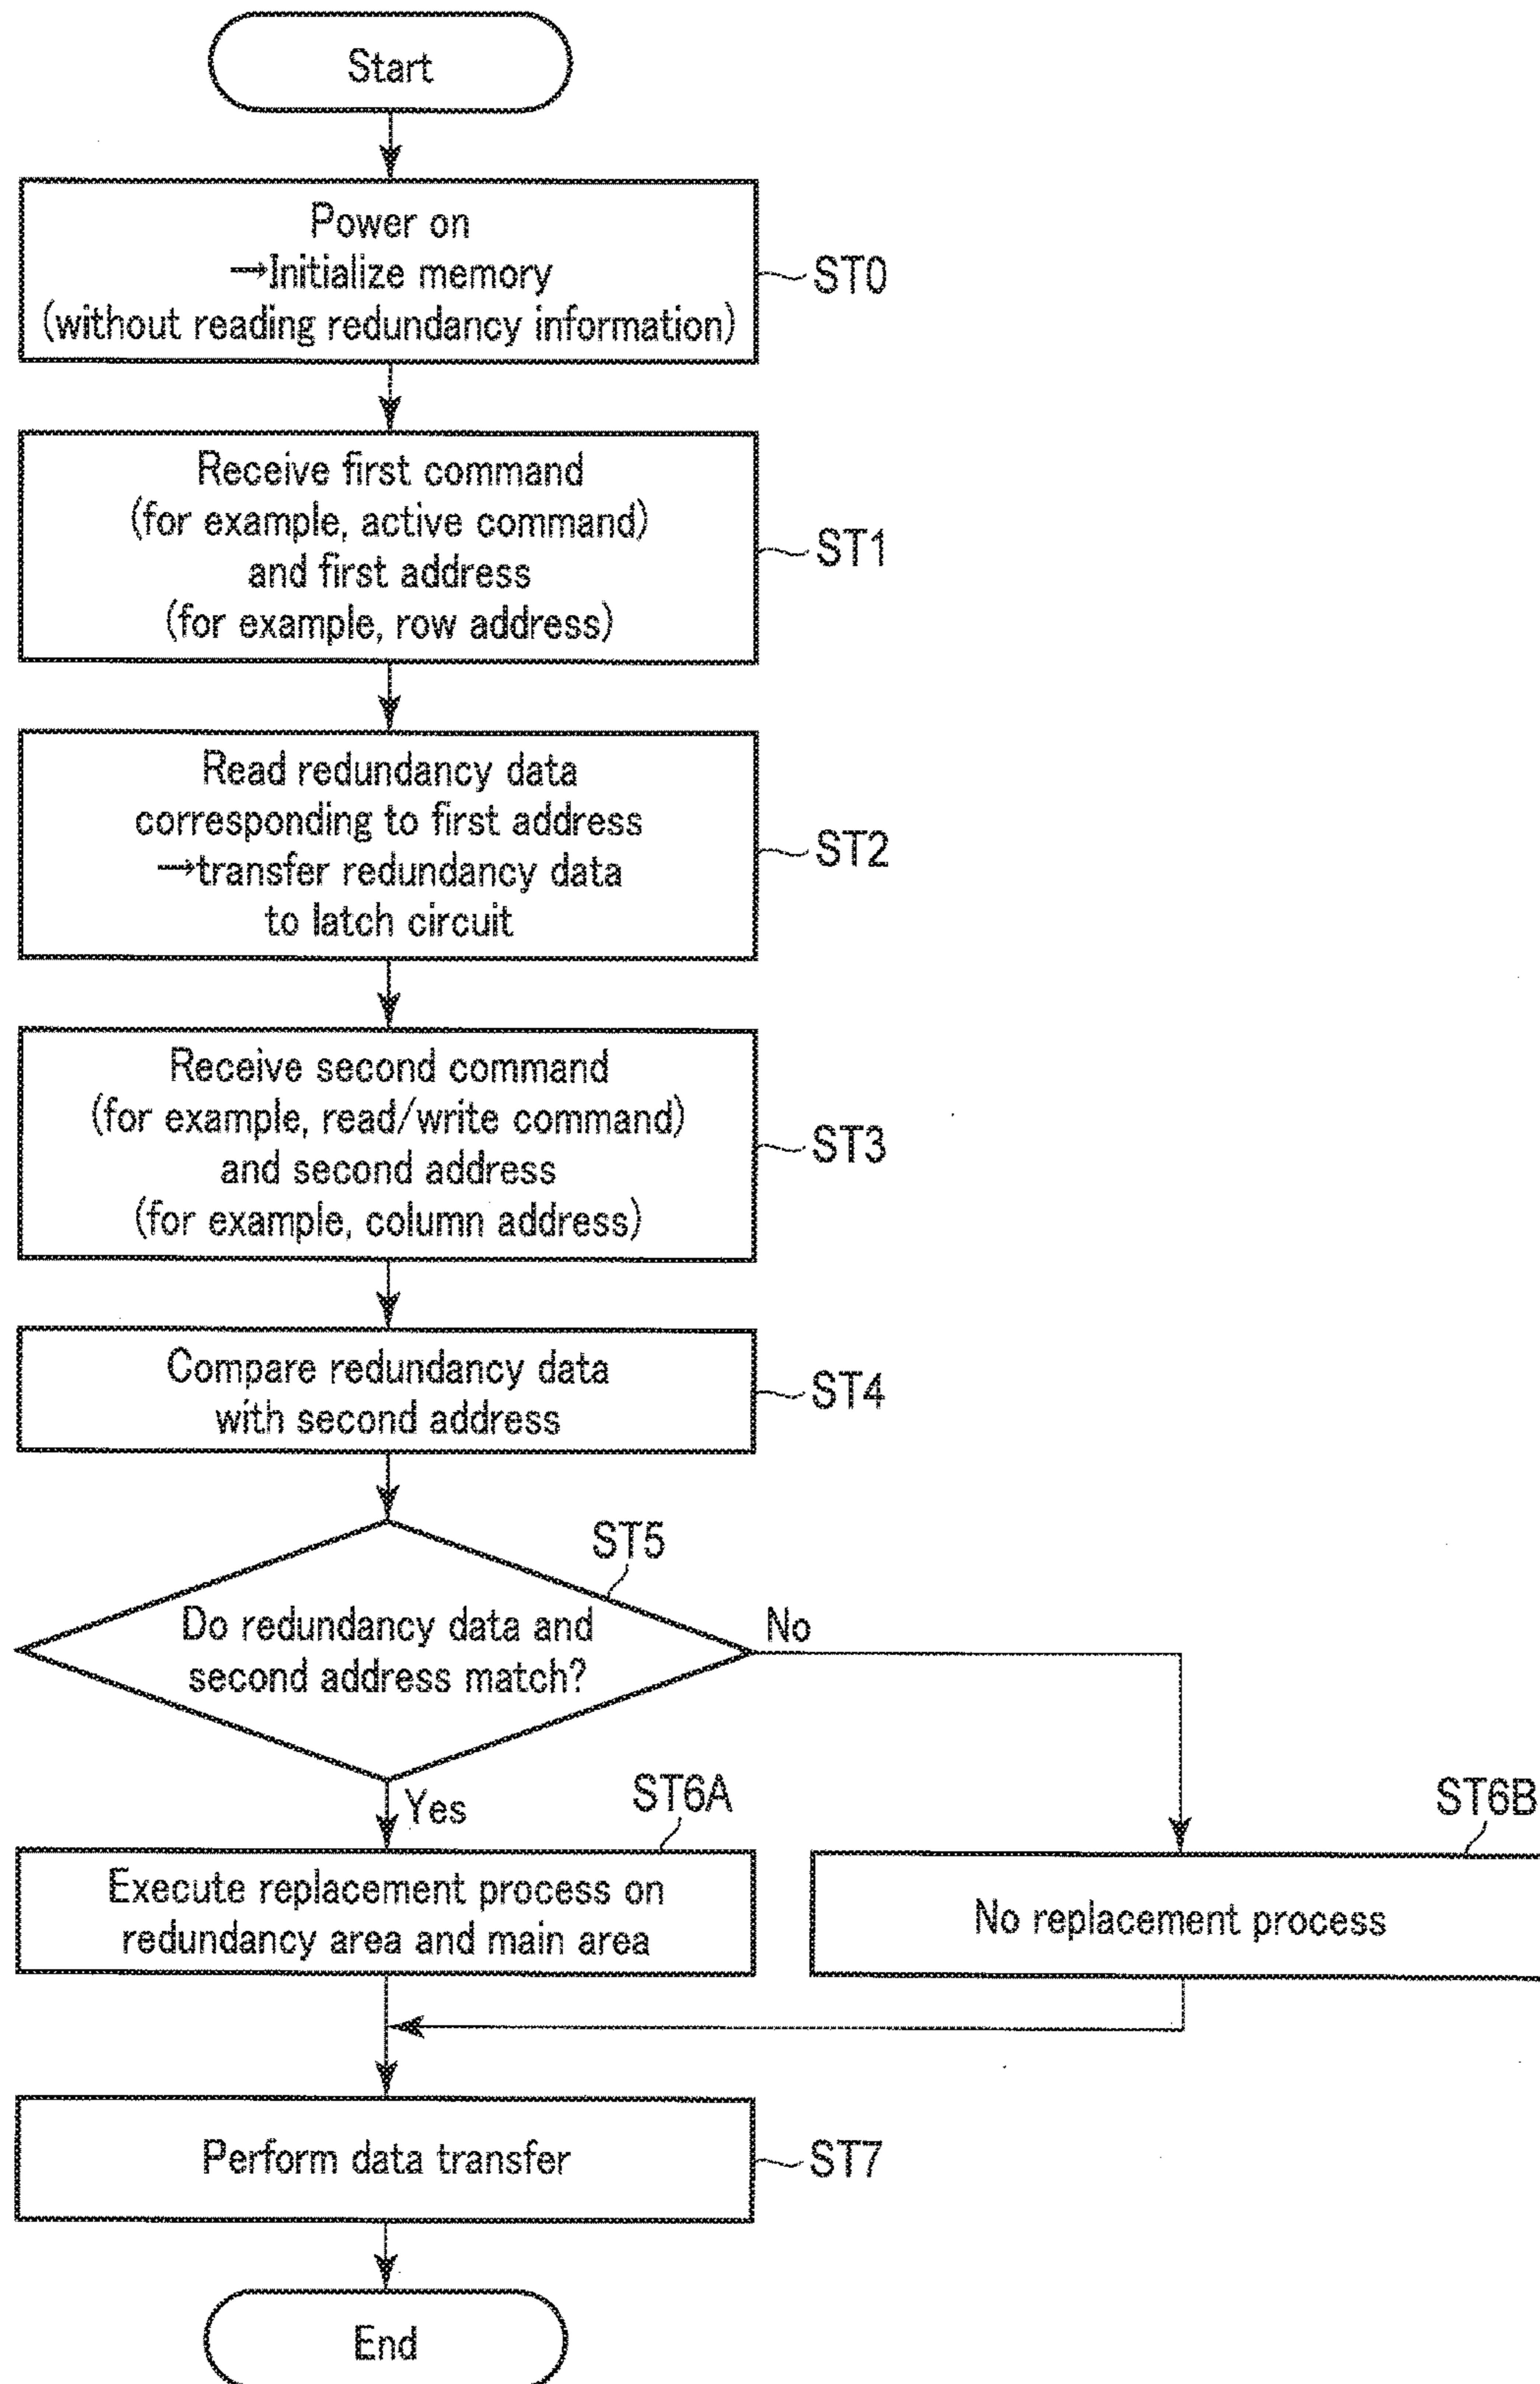 Start
Power on
→Initialize memory
(without reading redundancy information)
ST0
Receive first command
(for example, active command)
and first address
(for example, row address)
ST1
Read redundancy data
corresponding to first address
→transfer redundancy data
to latch circuit
ST2
Receive second command
(for example, read/write command)
and second address
(for example, column address)
ST3
Compare redundancy data
with second address
ST4
ST5
Do redundancy data and
second address match?
No
Yes
ST6A
ST6B
Execute replacement process on
redundancy area and main area
No replacement process
Perform data transfer
ST7
End